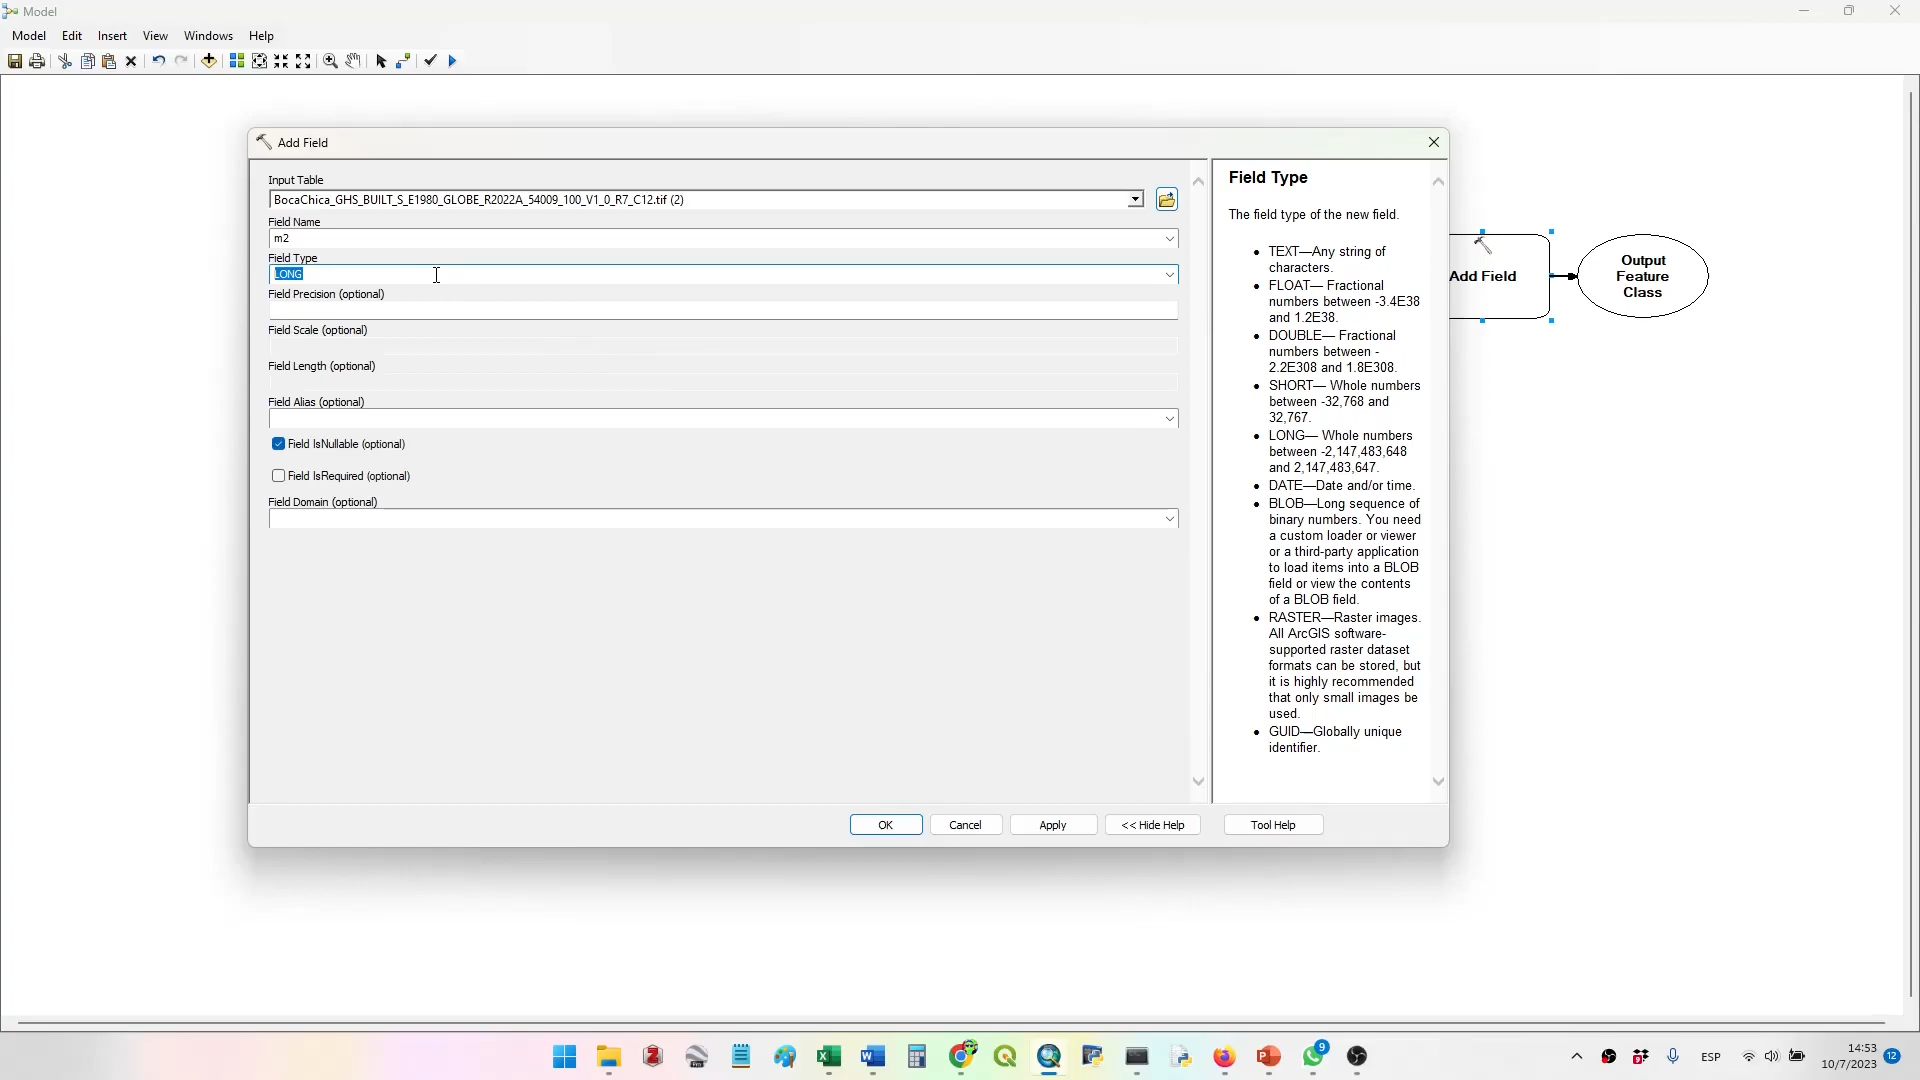 Model
Model Edit Insert View Windows Help
Add Field
Input Table
BocaChica_GHS_BUILT_S_E1980_GLOBE_R2022A_54009_100_V1_0_R7_C12.tif (2)
Field Name
m2
Field Type
LONG
Field Precision (optional)
Field Scale (optional)
Field Length (optional)
Field Alias (optional)
Field IsNullable (optional)
Field IsRequired (optional)
Field Domain (optional)
OK Cancel Apply << Hide Help Tool Help
Field Type
The field type of the new field.
TEXT—Any string of
characters.
FLOAT— Fractional
numbers between -3.4E38
and 1.2E38.
DOUBLE— Fractional
numbers between -
2.2E308 and 1.8E308.
SHORT— Whole numbers
between -32,768 and
32,767.
LONG— Whole numbers
between -2,147,483,648
and 2,147,483,647.
DATE—Date and/or time.
BLOB—Long sequence of
binary numbers. You need
a custom loader or viewer
or a third-party application
to load items into a BLOB
field or view the contents
of a BLOB field.
RASTER—Raster images.
All ArcGIS software-
supported raster dataset
formats can be stored, but
it is highly recommended
that only small images be
used.
GUID—Globally unique
identifier.
Add Field
Output
Feature
Class
9
ESP
14:53
10/7/2023
12